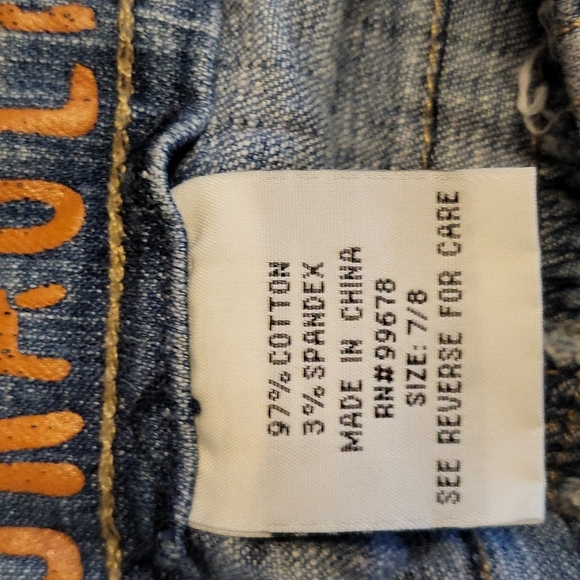 97% COTTON
3% SPANDEX
MADE IN CHINA
RN#99678
SIZE: 7/8
SEE REVERSE FOR CARE